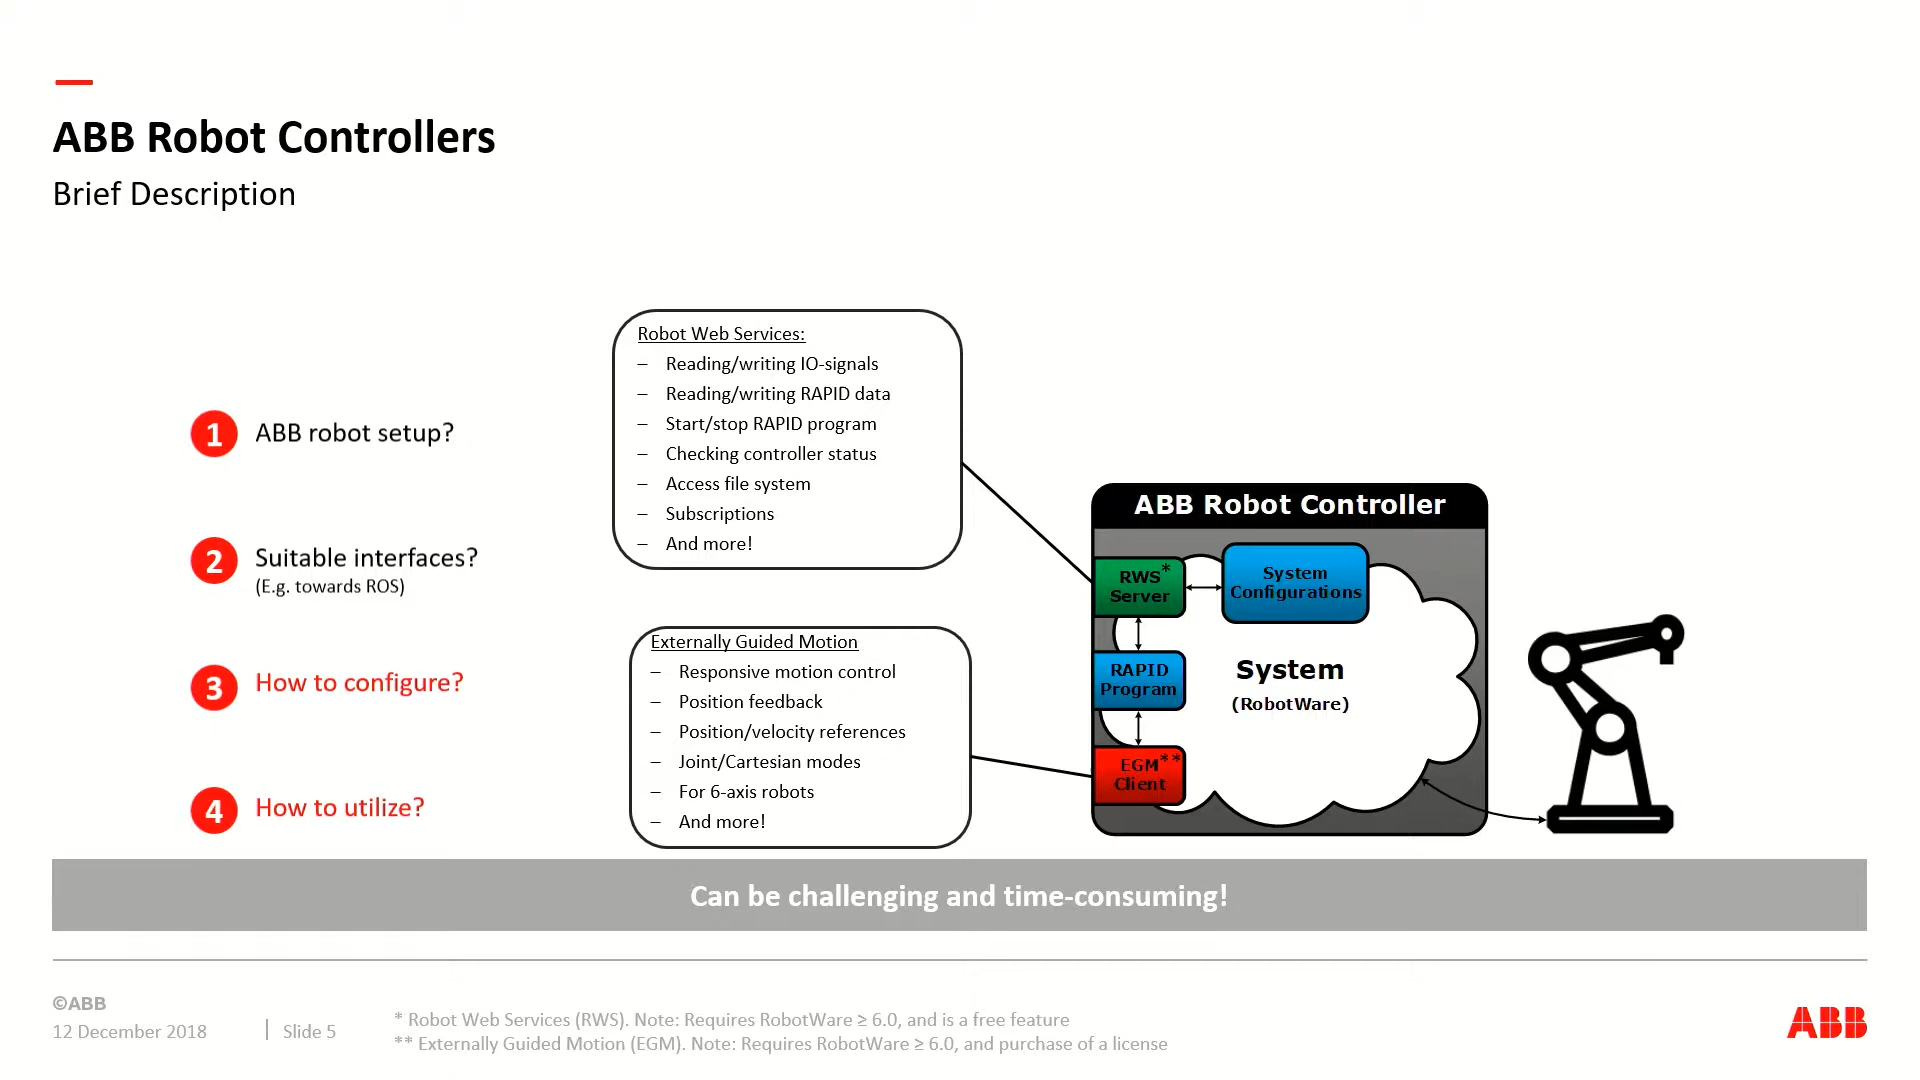 ABB Robot Controllers
Brief Description
1 ABB robot setup?
2 Suitable interfaces?
(E.g. towards ROS)
3 How to configure?
4 How to utilize?
Robot Web Services:
– Reading/writing IO-signals
– Reading/writing RAPID data
– Start/stop RAPID program
– Checking controller status
– Access file system
– Subscriptions
– And more!
Externally Guided Motion
– Responsive motion control
– Position feedback
– Position/velocity references
– Joint/Cartesian modes
– For 6-axis robots
– And more!
ABB Robot Controller
RWS*
Server
System
Configurations
RAPID
Program
System
(RobotWare)
EGM**
Client
Can be challenging and time-consuming!
©ABB
12 December 2018 | Slide 5
* Robot Web Services (RWS). Note: Requires RobotWare ≥ 6.0, and is a free feature
** Externally Guided Motion (EGM). Note: Requires RobotWare ≥ 6.0, and purchase of a license
ABB